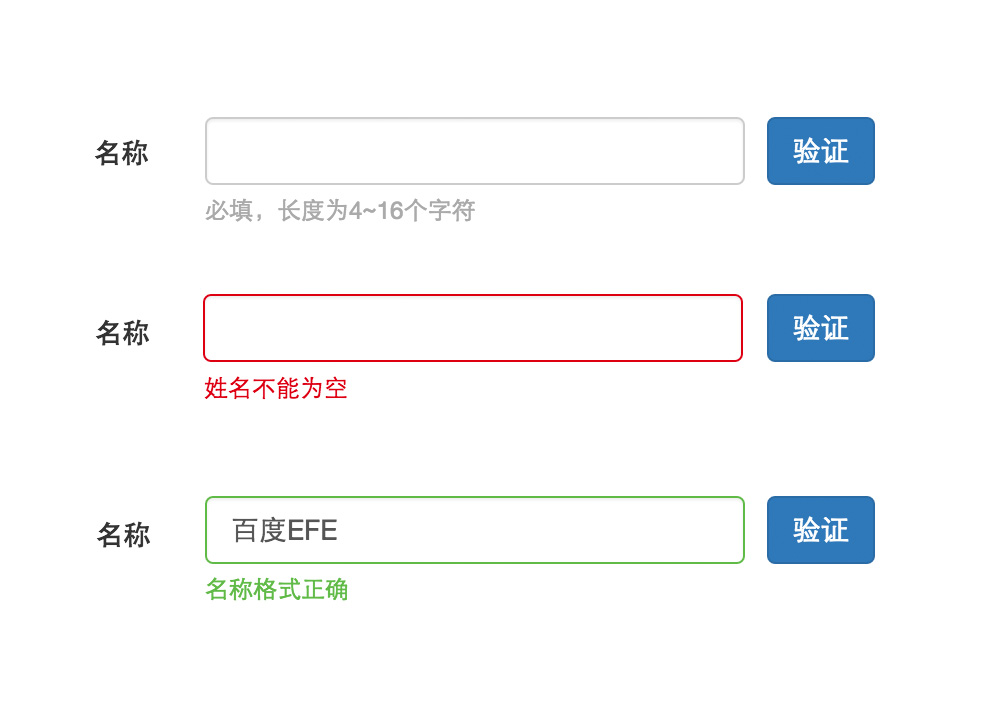 名称 验证
必填，长度为4~16个字符
名称 验证
姓名不能为空
名称 百度EFE 验证
名称格式正确